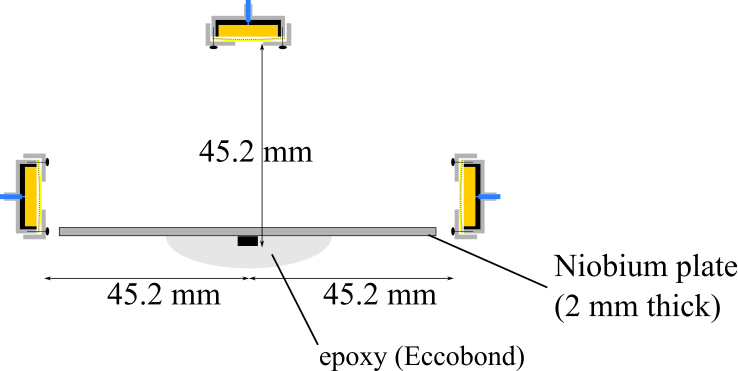 45.2 mm
45.2 mm
45.2 mm
Niobium plate
(2 mm thick)
epoxy (Eccobond)